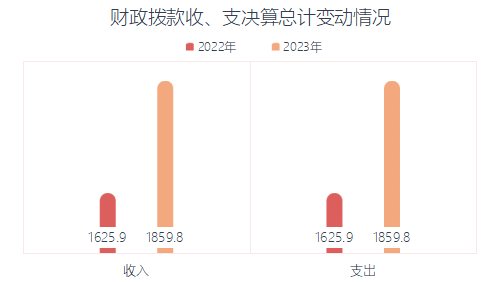 财政拨款收、支决算总计变动情况
2022年 2023年
1625.9 1859.8 1625.9 1859.8
收入 支出